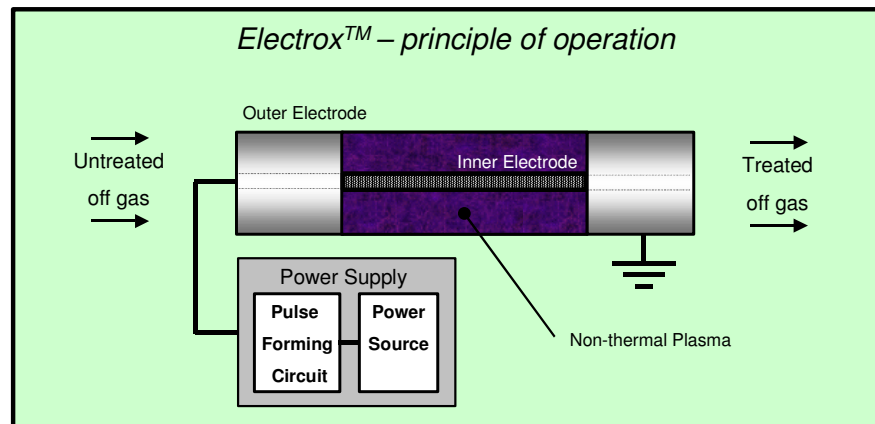 Electrox™ – principle of operation
Outer Electrode
Inner Electrode
Untreated
off gas
Treated
off gas
Power Supply
Pulse
Forming
Circuit
Power
Source
Non-thermal Plasma